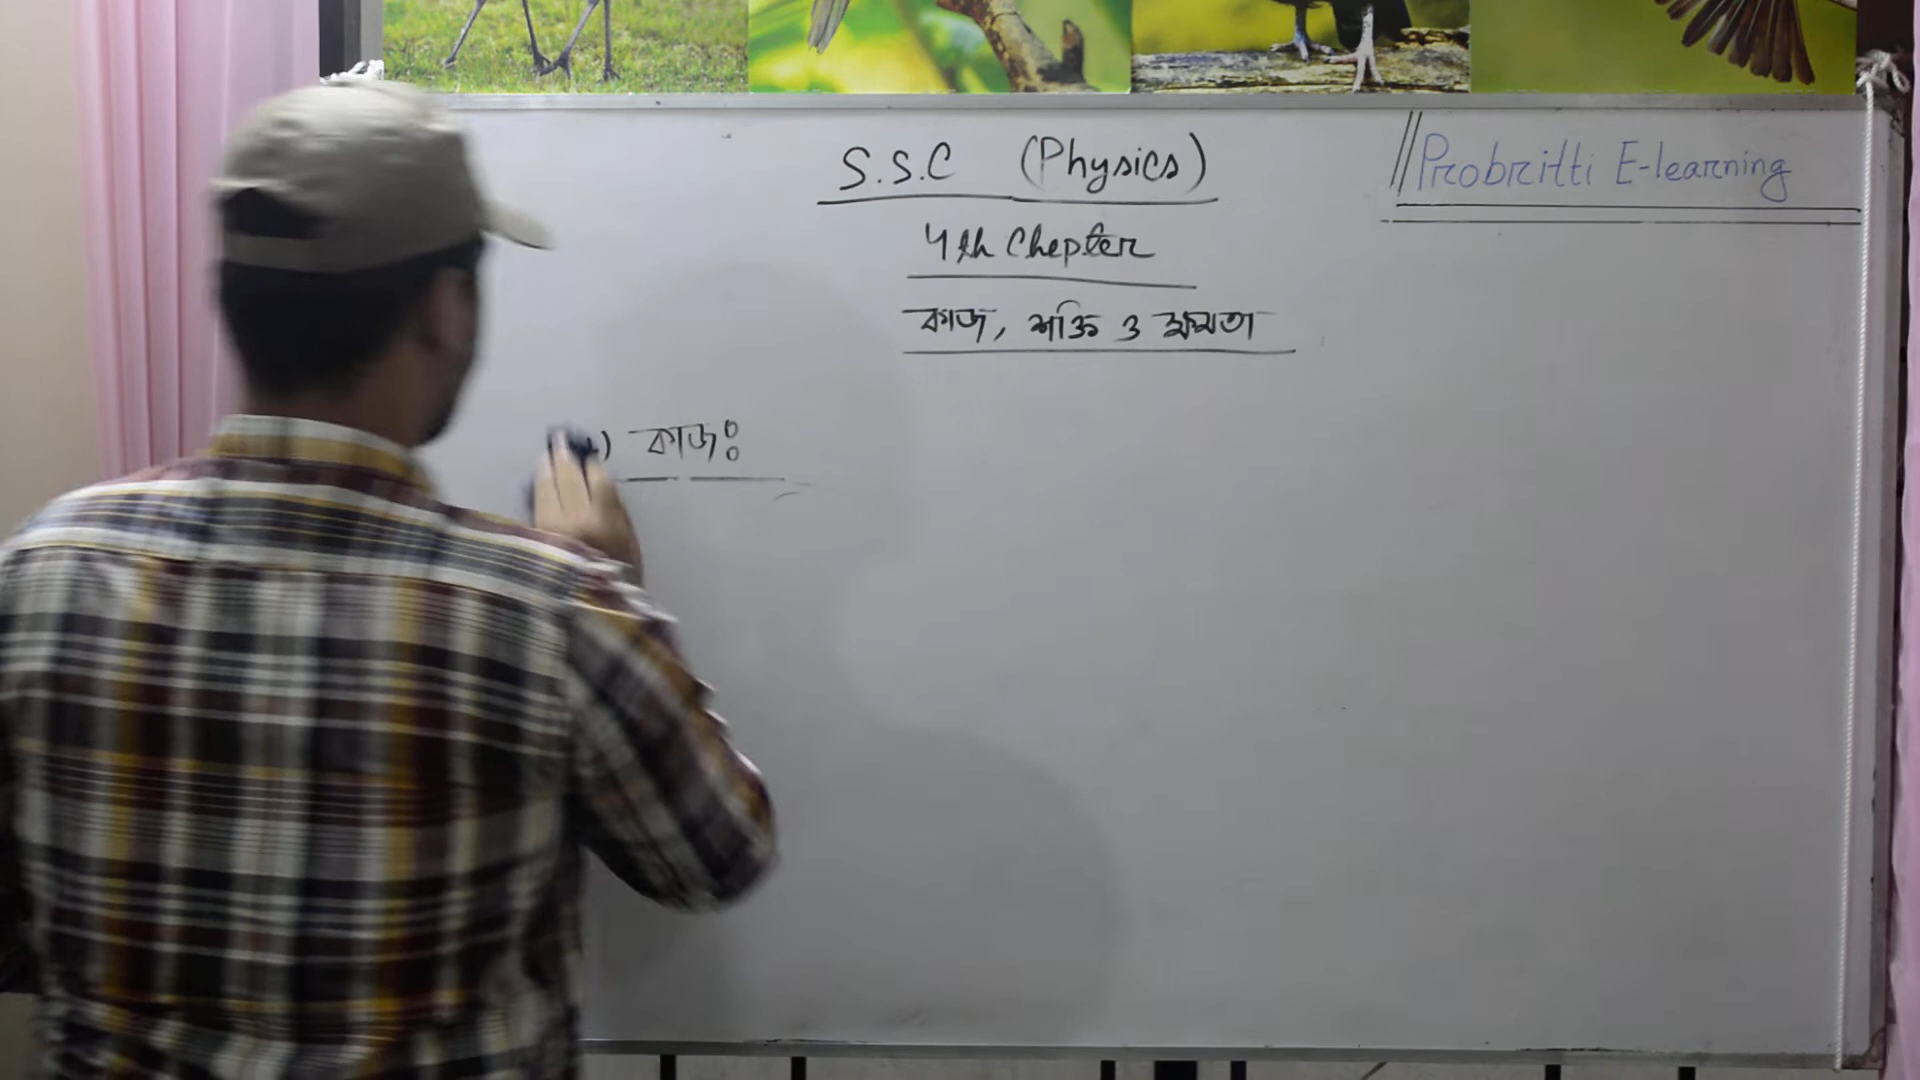 S.S.C (Physics)
Probritti E-learning
4th Chepter
কাজ, শক্তি ও ক্ষমতা
) কাজঃ